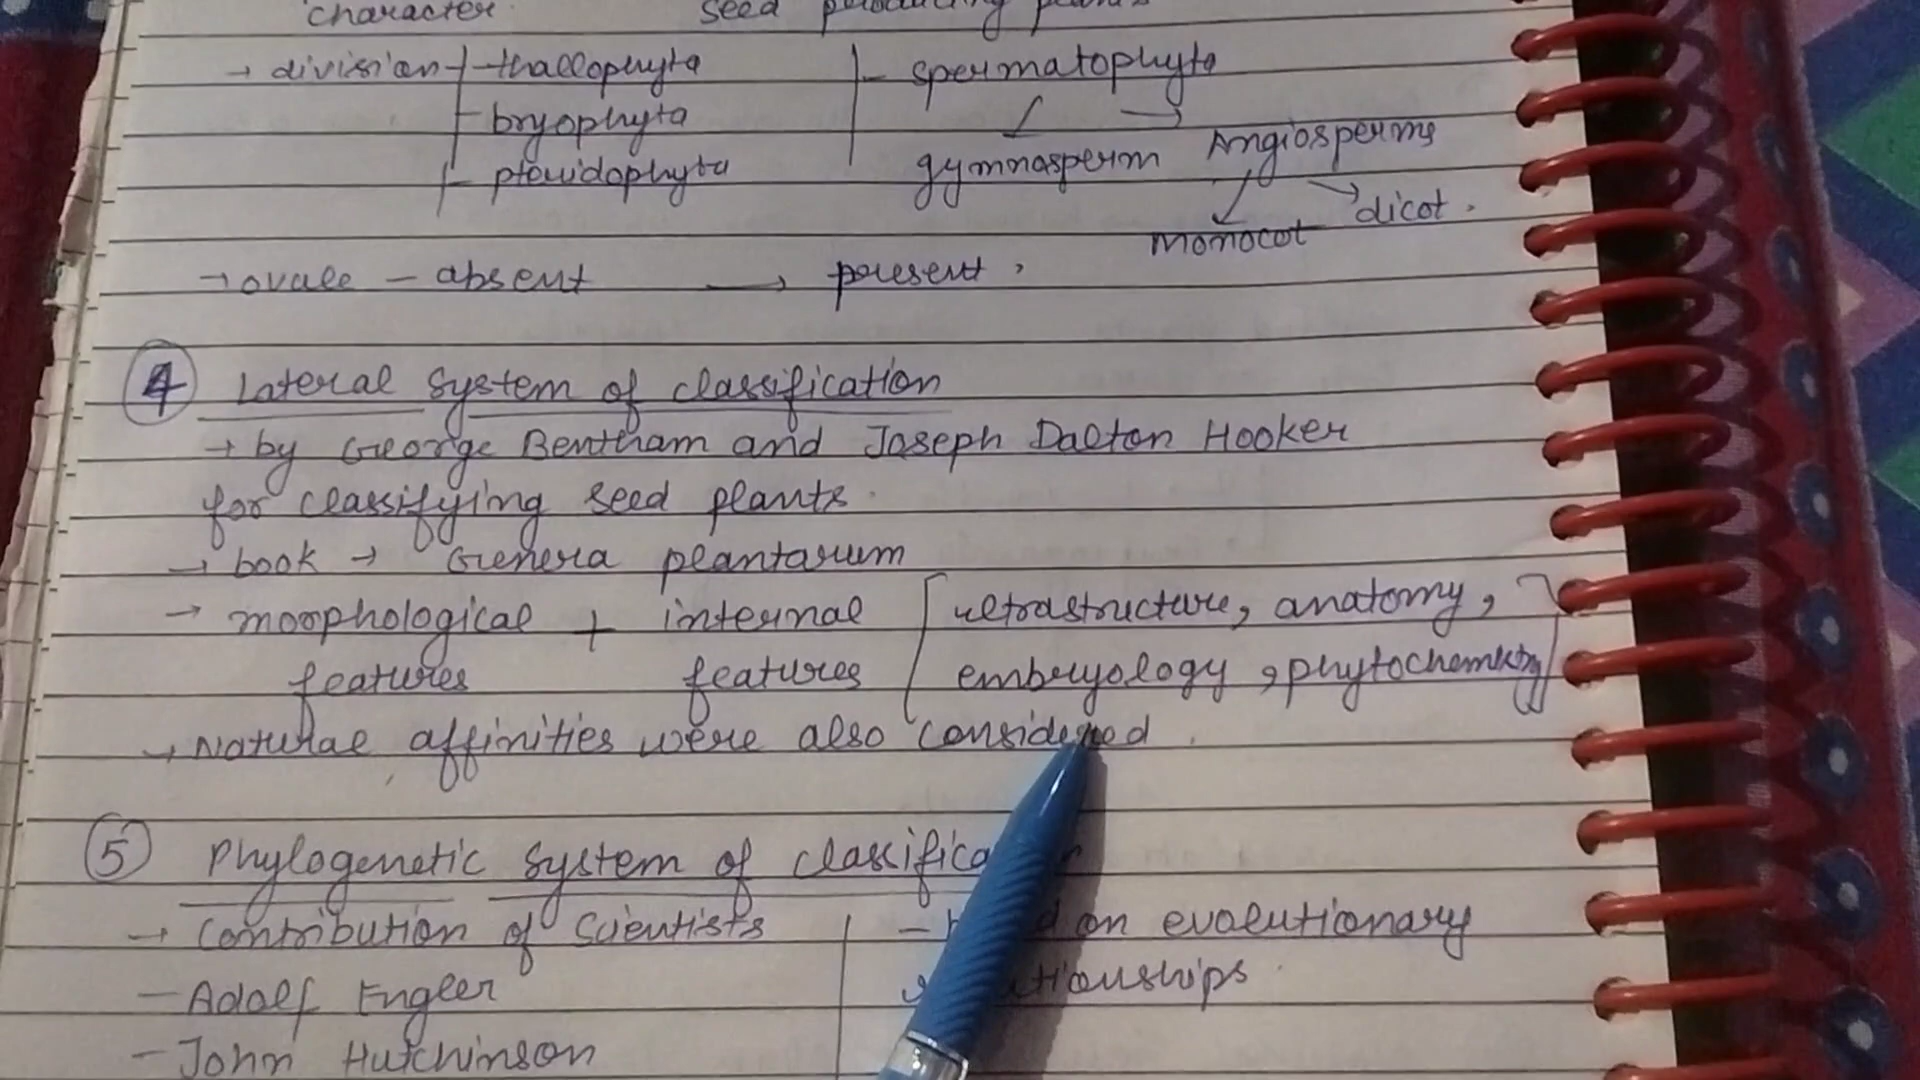 character seed producing plants
→ division - thallophyta - spermatophyta
- bryophyta
gymnosperm Angiosperms
- pteridophyta
→ dicot.
Monocot
→ ovule - absent → present,
4 Lateral system of classification
→ by George Bentham and Joseph Dalton Hooker
for classifying seed plants.
→ book → Genera plantarum
→ morphological + internal [ultrastructure, anatomy,
features features embryology, phytochemistry]
→ Natural affinities were also considered.
5 Phylogenetic system of
→ Contribution of Scientists - on evolutionary
- Adolf Engler
- John Hutchinson